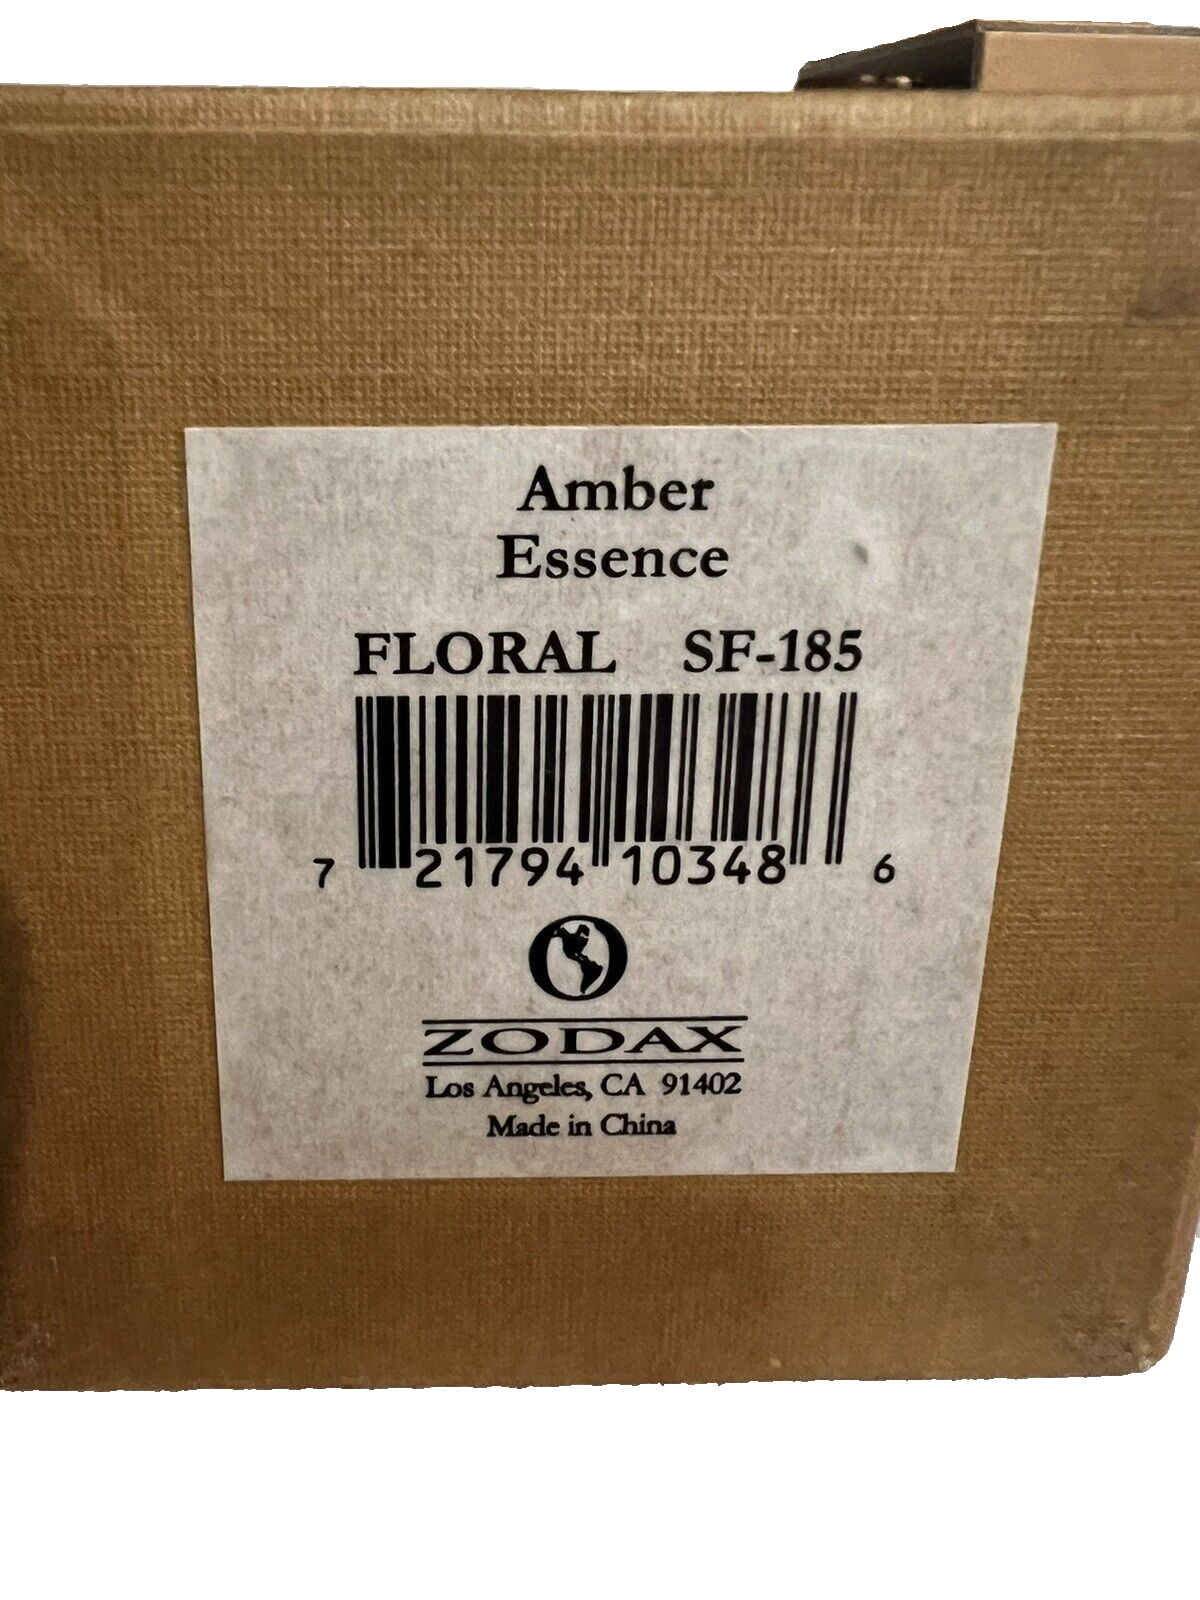 Amber
Essence
FLORAL SF-185
7 21794 10348 6
ZODAX
Los Angeles, CA 91402
Made in China